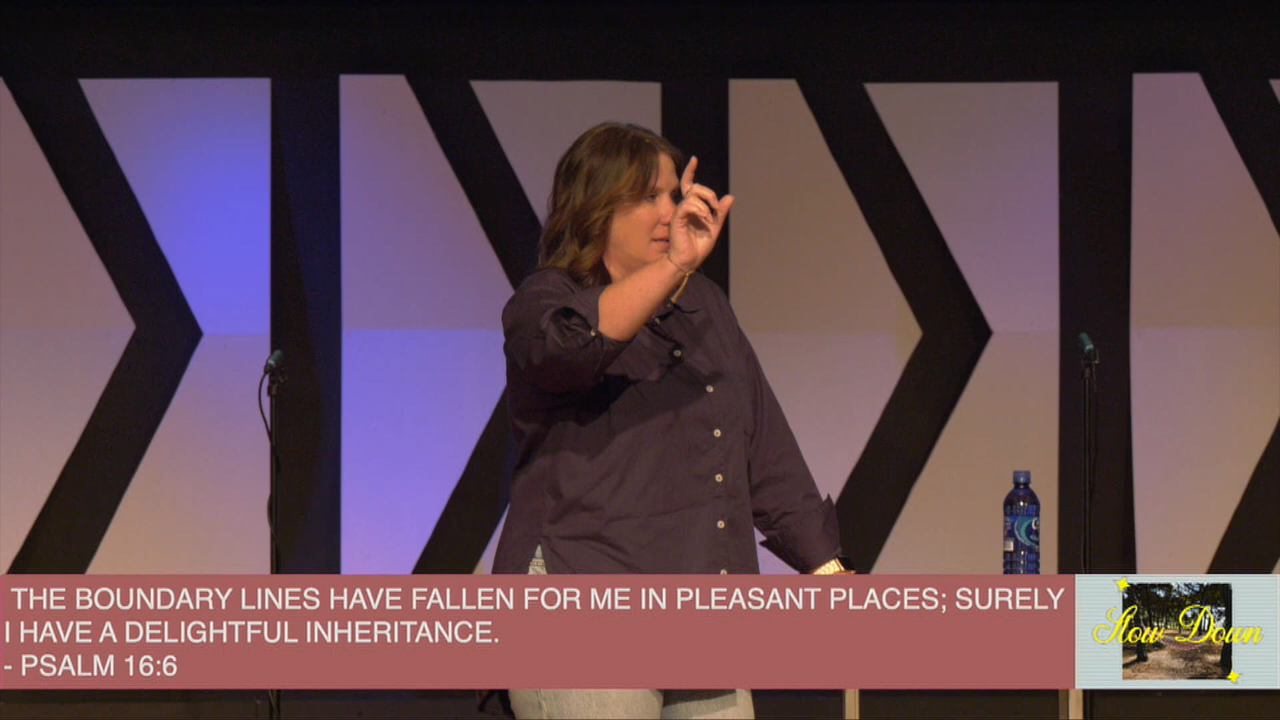 THE BOUNDARY LINES HAVE FALLEN FOR ME IN PLEASANT PLACES; SURELY
I HAVE A DELIGHTFUL INHERITANCE.
- PSALM 16:6
Slow Down